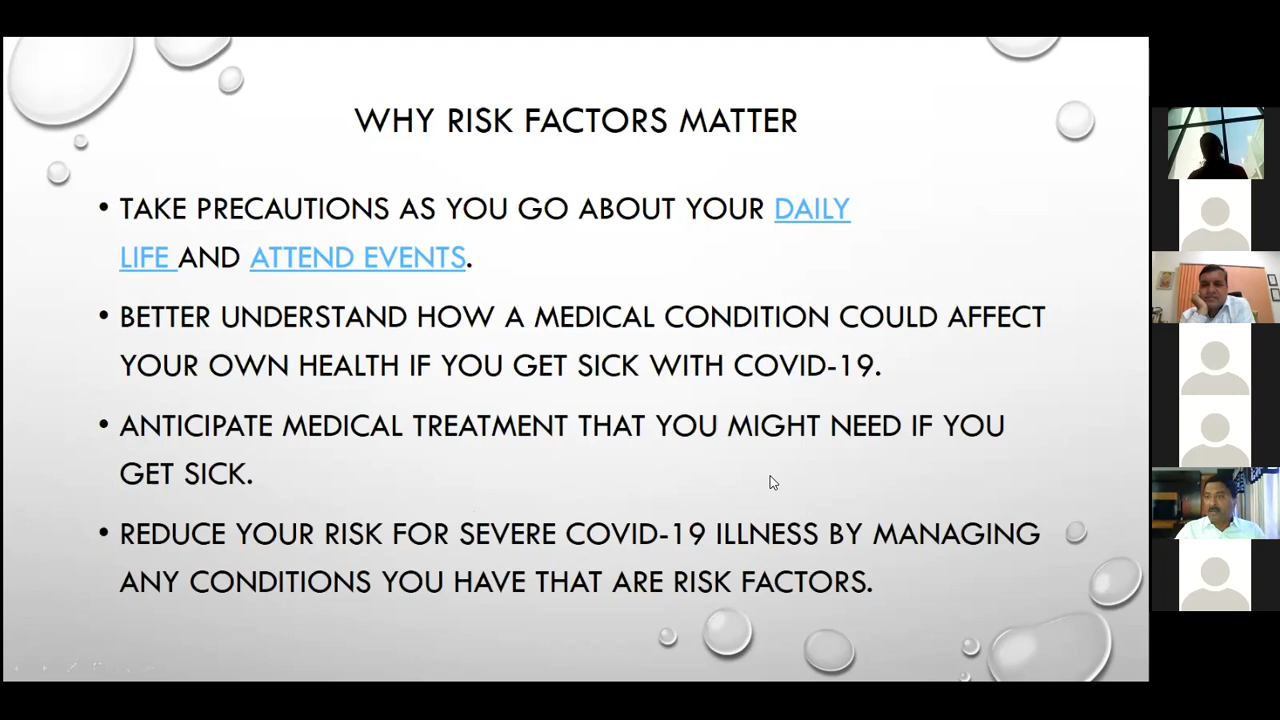 WHY RISK FACTORS MATTER
• TAKE PRECAUTIONS AS YOU GO ABOUT YOUR DAILY
LIFE AND ATTEND EVENTS.
• BETTER UNDERSTAND HOW A MEDICAL CONDITION COULD AFFECT
YOUR OWN HEALTH IF YOU GET SICK WITH COVID-19.
• ANTICIPATE MEDICAL TREATMENT THAT YOU MIGHT NEED IF YOU
GET SICK.
• REDUCE YOUR RISK FOR SEVERE COVID-19 ILLNESS BY MANAGING
ANY CONDITIONS YOU HAVE THAT ARE RISK FACTORS.